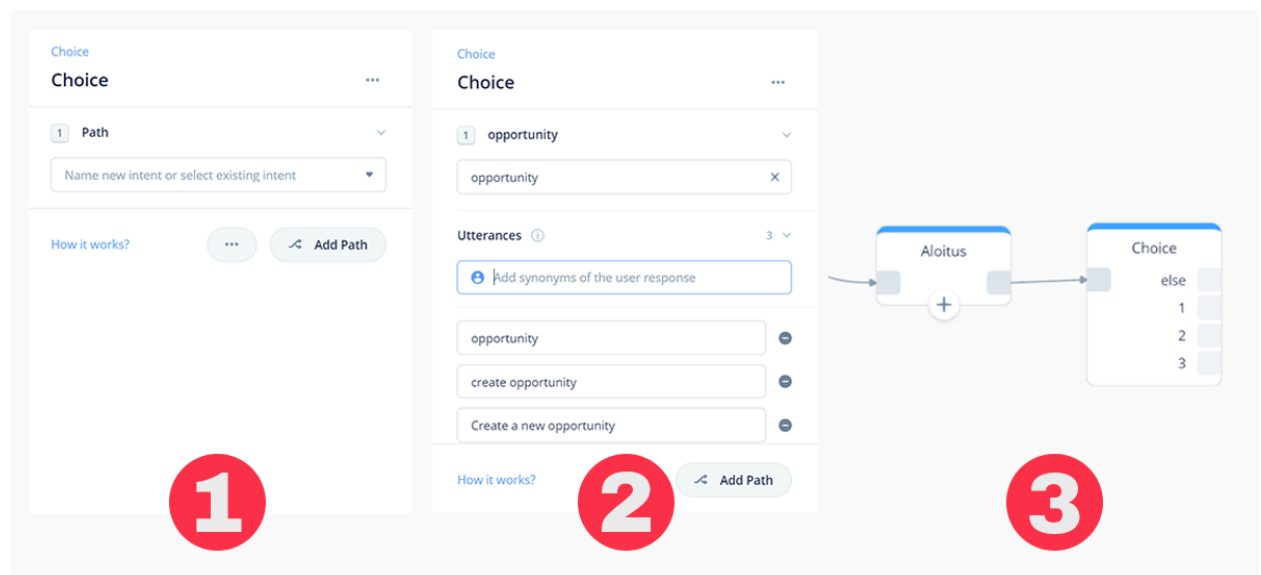 Choice
Choice
1 Path
Name new intent or select existing intent
How it works?
Add Path
1
Choice
Choice
1 opportunity
opportunity
Utterances
3
Add synonyms of the user response
opportunity
create opportunity
Create a new opportunity
How it works?
Add Path
2
Aloitus
Choice
else
1
2
3
3